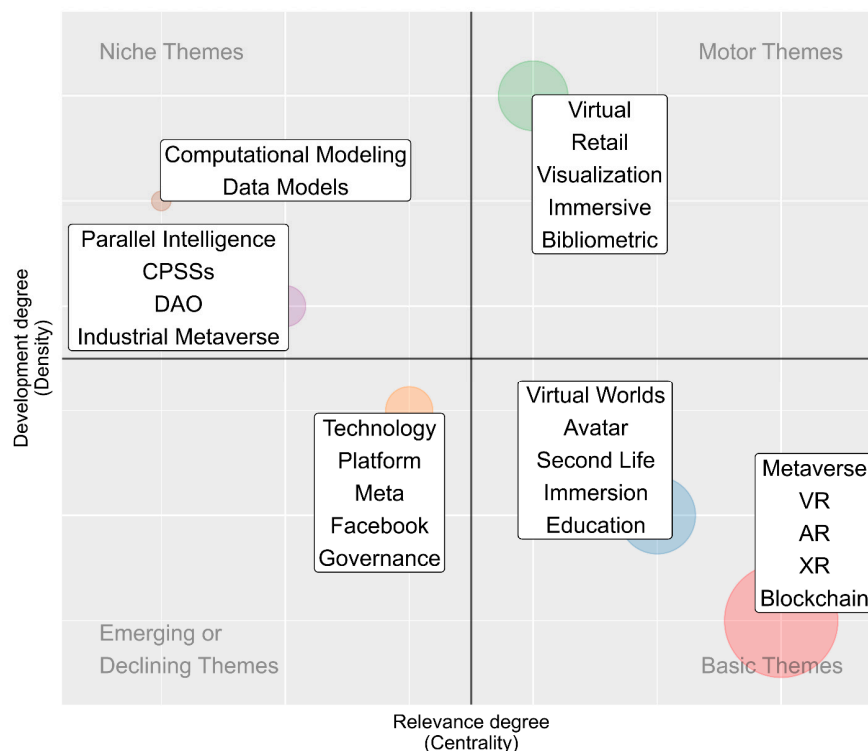 Niche Themes
Motor Themes
Virtual
Retail
Visualization
Immersive
Bibliometric
Computational Modeling
Data Models
Parallel Intelligence
CPSSs
DAO
Industrial Metaverse
Development degree
(Density)
Technology
Platform
Meta
Facebook
Governance
Virtual Worlds
Avatar
Second Life
Immersion
Education
Metaverse
VR
AR
XR
Blockchain
Emerging or
Declining Themes
Basic Themes
Relevance degree
(Centrality)